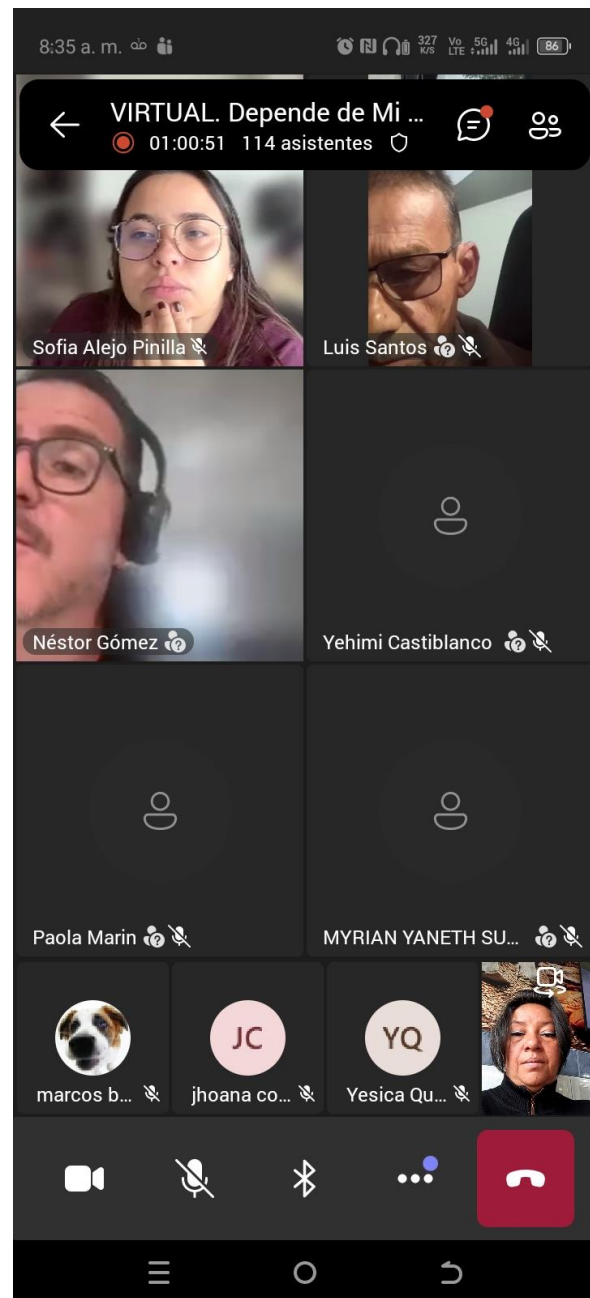 8:35 a. m.
327 K/S Vo LTE 5G 4G 86
VIRTUAL. Depende de Mi ...
01:00:51 114 asistentes
Sofia Alejo Pinilla
Luis Santos
Néstor Gómez
Yehimi Castiblanco
Paola Marin
MYRIAN YANETH SU...
JC
YQ
marcos b...
jhoana co...
Yesica Qu...